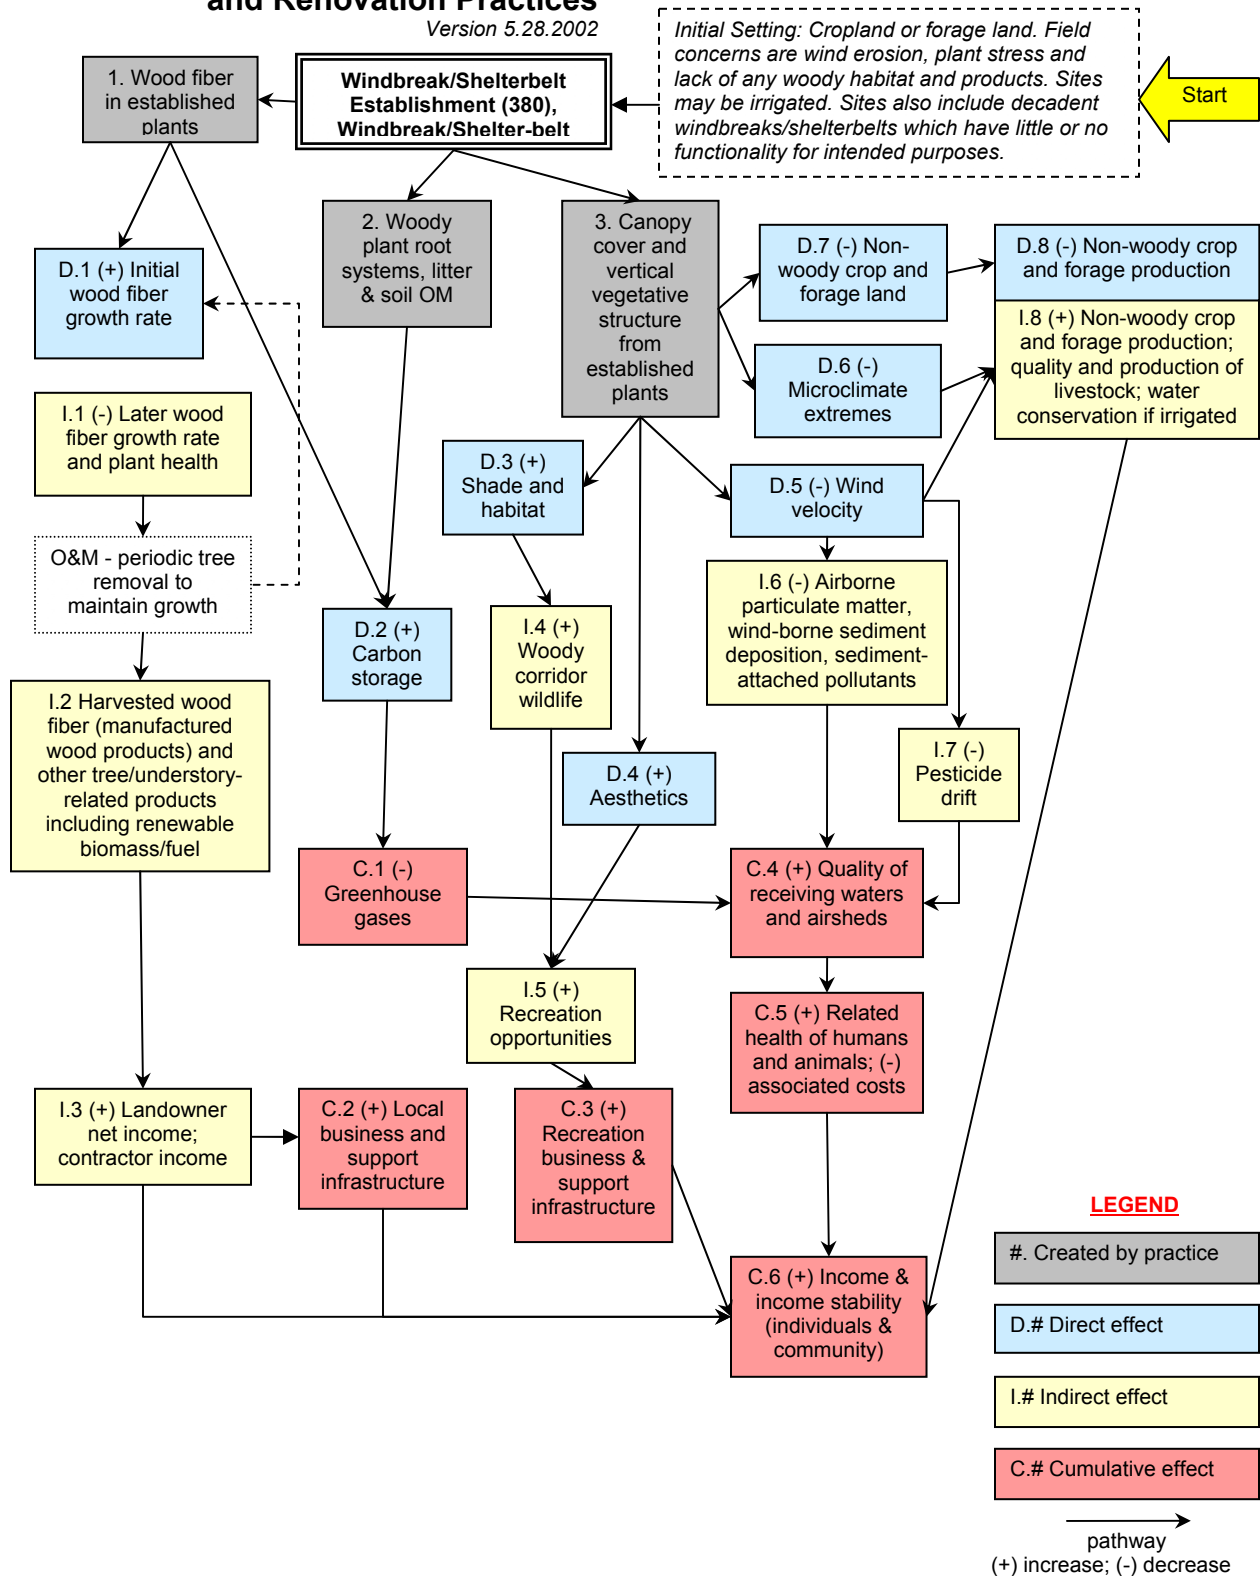 and Renovation Practices
Version 5.28.2002
Initial Setting: Cropland or forage land. Field
concerns are wind erosion, plant stress and
lack of any woody habitat and products. Sites
may be irrigated. Sites also include decadent
windbreaks/shelterbelts which have little or no
functionality for intended purposes.
Start
1. Wood fiber
in established
plants
Windbreak/Shelterbelt
Establishment (380),
Windbreak/Shelter-belt
2. Woody
plant root
systems, litter
& soil OM
3. Canopy
cover and
vertical
vegetative
structure
from
established
plants
D.7 (-) Non-
woody crop and
forage land
D.8 (-) Non-woody crop
and forage production
D.1 (+) Initial
wood fiber
growth rate
I.8 (+) Non-woody crop
and forage production;
quality and production of
livestock; water
conservation if irrigated
D.6 (-)
Microclimate
extremes
I.1 (-) Later wood
fiber growth rate
and plant health
D.3 (+)
Shade and
habitat
D.5 (-) Wind
velocity
O&M - periodic tree
removal to
maintain growth
I.6 (-) Airborne
particulate matter,
wind-borne sediment
deposition, sediment-
attached pollutants
D.2 (+)
Carbon
storage
I.4 (+)
Woody
corridor
wildlife
I.2 Harvested wood
fiber (manufactured
wood products) and
other tree/understory-
related products
including renewable
biomass/fuel
I.7 (-)
Pesticide
drift
D.4 (+)
Aesthetics
C.1 (-)
Greenhouse
gases
C.4 (+) Quality of
receiving waters
and airsheds
I.5 (+)
Recreation
opportunities
C.5 (+) Related
health of humans
and animals; (-)
associated costs
I.3 (+) Landowner
net income;
contractor income
C.2 (+) Local
business and
support
infrastructure
C.3 (+)
Recreation
business &
support
infrastructure
C.6 (+) Income &
income stability
(individuals &
community)
LEGEND
#. Created by practice
D.# Direct effect
I.# Indirect effect
C.# Cumulative effect
pathway
(+) increase; (-) decrease